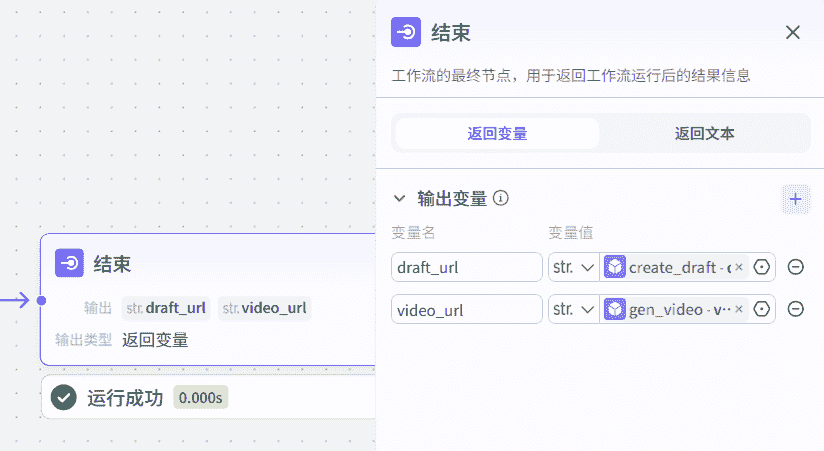 结束
工作流的最终节点，用于返回工作流运行后的结果信息
返回变量 返回文本
输出变量
变量名 变量值
draft_url str. create_draft -
video_url str. gen_video - v··
结束
输出 str. draft_url str. video_url
输出类型 返回变量
运行成功 0.000s